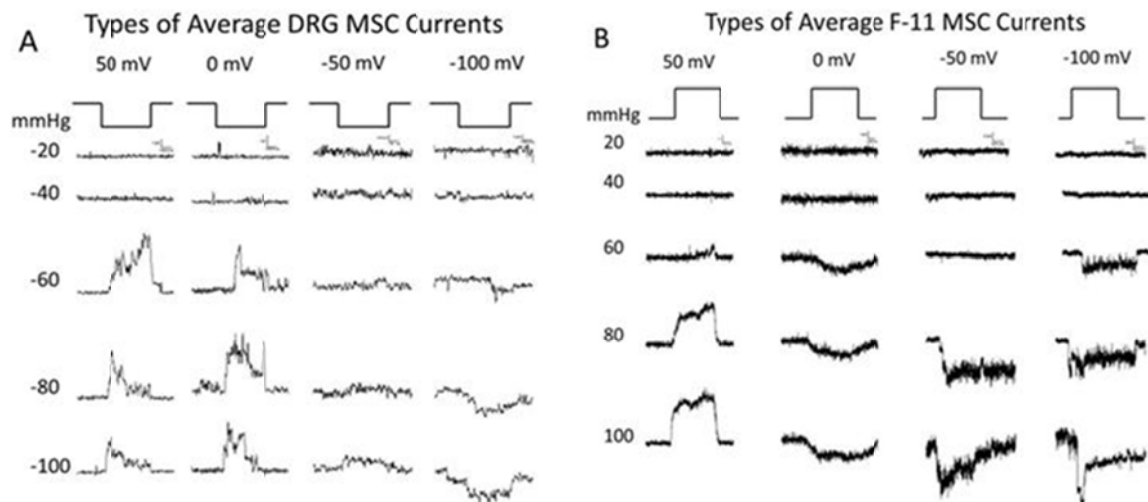 A
Types of Average DRG MSC Currents
50 mV 0 mV -50 mV -100 mV
mmHg
-20
-40
-60
-80
-100
B
Types of Average F-11 MSC Currents
50 mV 0 mV -50 mV -100 mV
mmHg
20
40
60
80
100